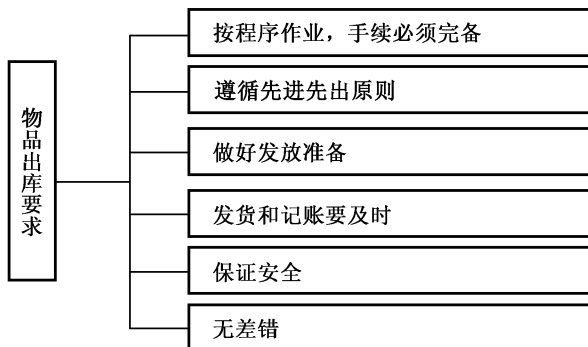 物品出库要求
按程序作业，手续必须完备
遵循先进先出原则
做好发放准备
发货和记账要及时
保证安全
无差错